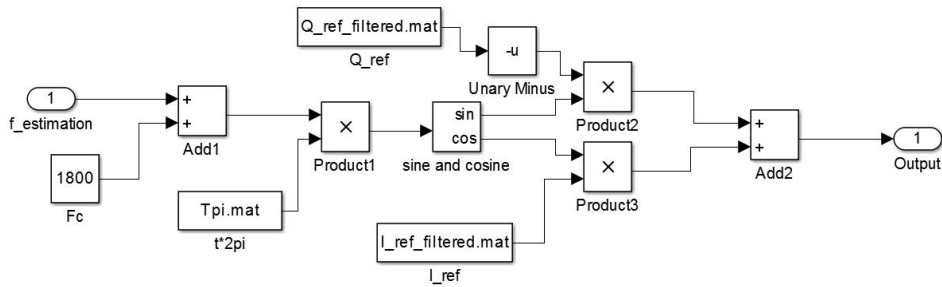 Q_ref_filtered.mat
Q_ref
-u
Unary Minus
1
f_estimation
+
+
Add1
1800
Fc
×
Product1
Tpi.mat
t*2pi
sin
cos
sine and cosine
×
Product2
×
Product3
I_ref_filtered.mat
I_ref
+
+
Add2
1
Output